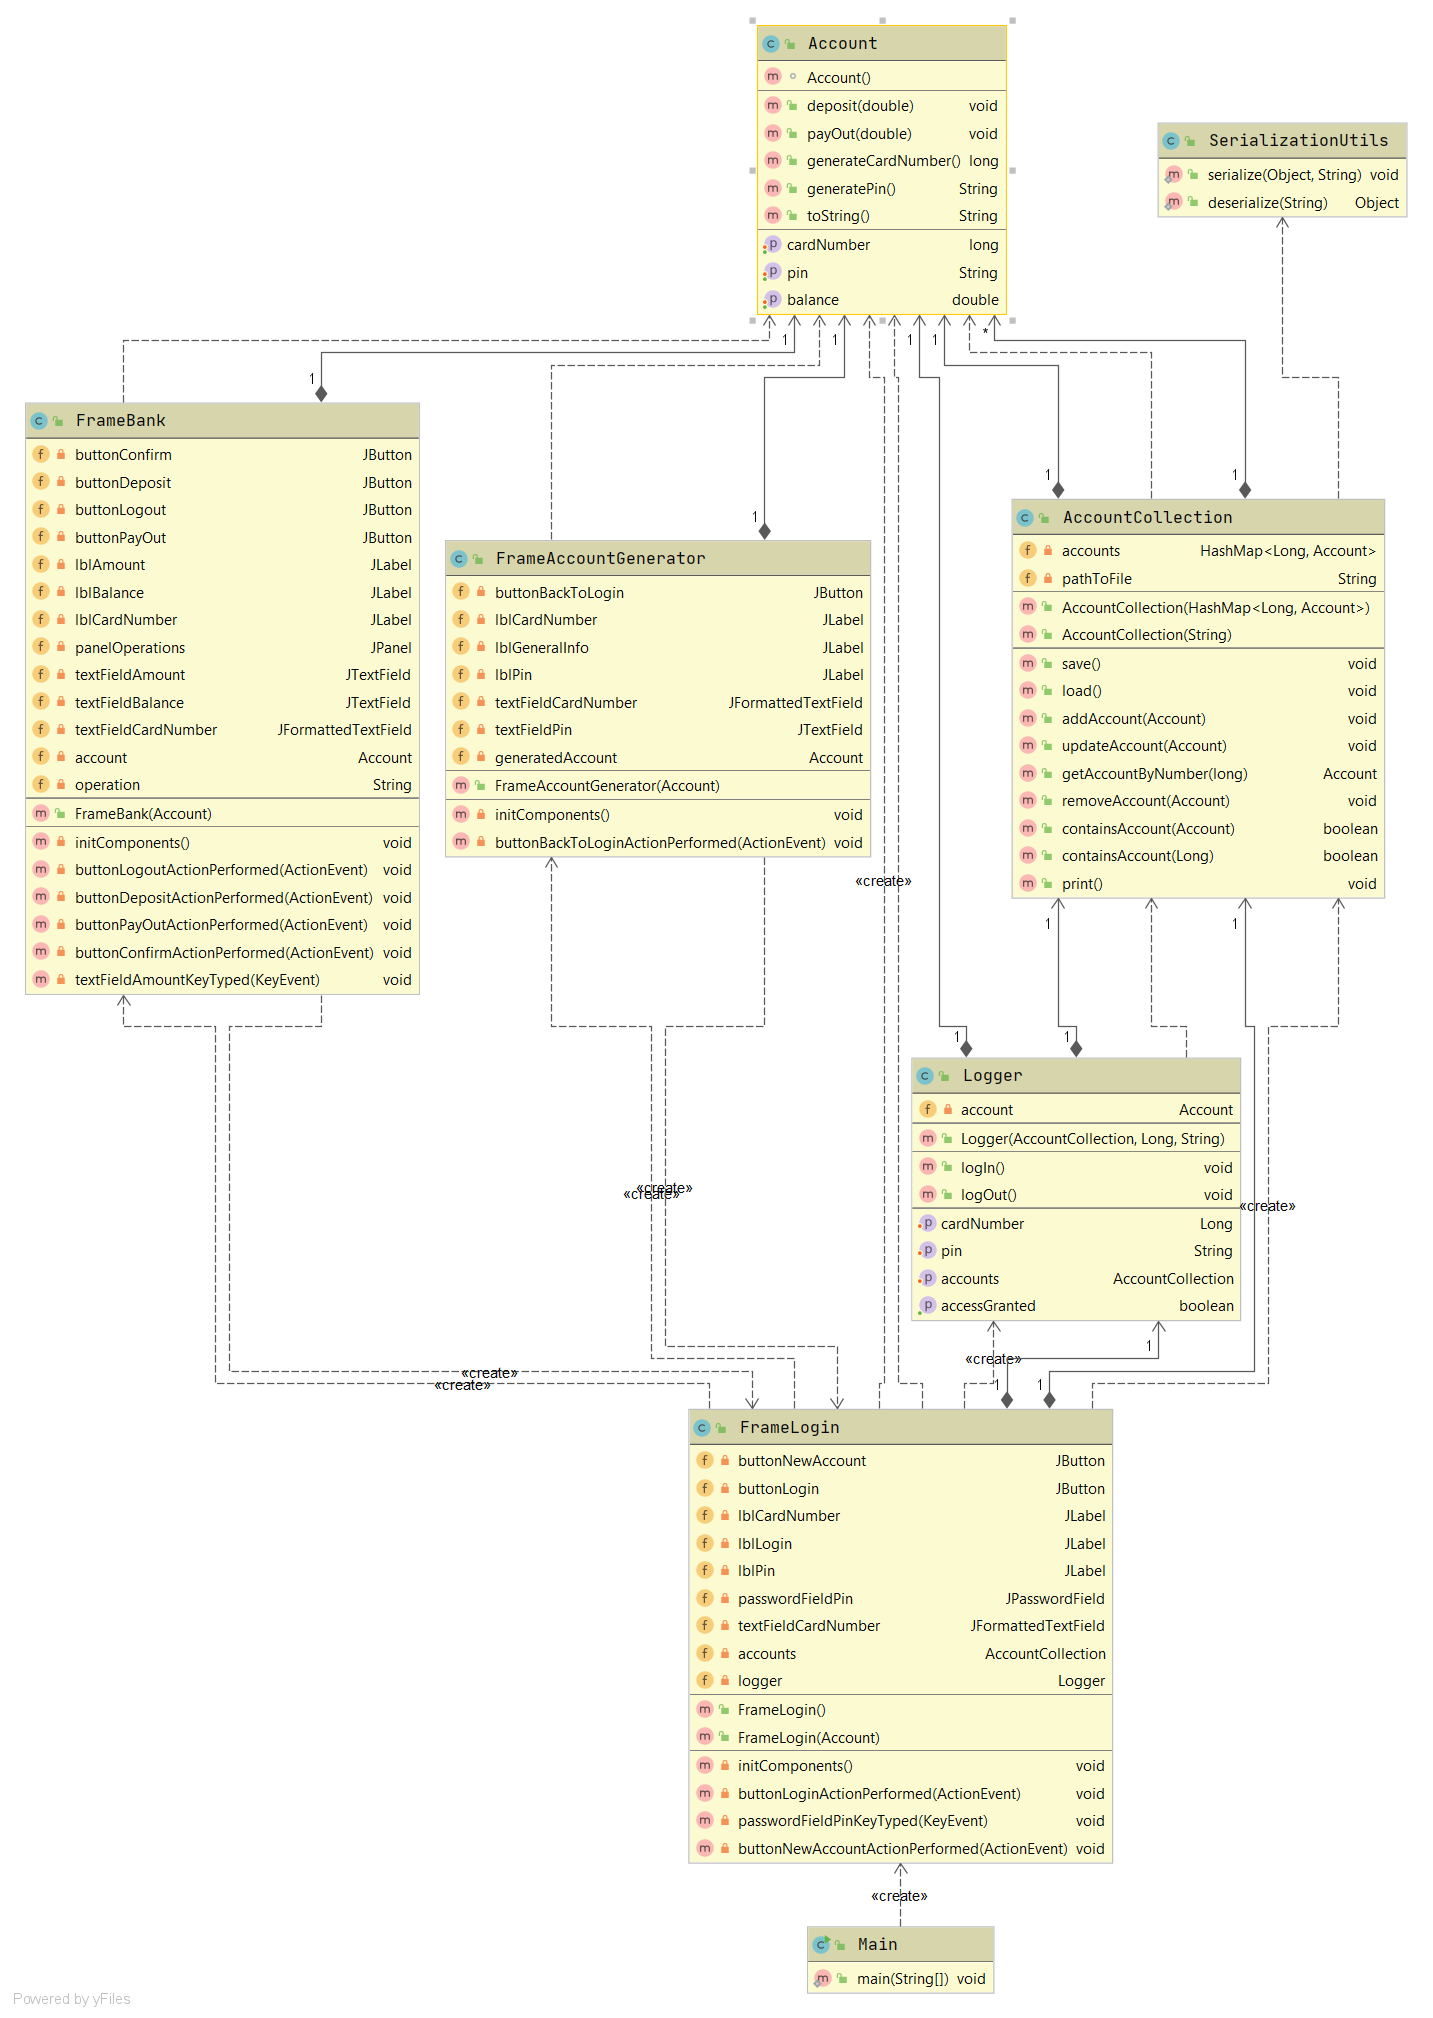 Account
Account()
deposit(double) void
payOut(double) void
generateCardNumber() long
generatePin() String
toString() String
cardNumber long
pin String
balance double
SerializationUtils
serialize(Object, String) void
deserialize(String) Object
1
1
1
1
*
1
FrameBank
buttonConfirm JButton
buttonDeposit JButton
buttonLogout JButton
buttonPayOut JButton
lblAmount JLabel
lblBalance JLabel
lblCardNumber JLabel
panelOperations JPanel
textFieldAmount JTextField
textFieldBalance JTextField
textFieldCardNumber JFormattedTextField
account Account
operation String
FrameBank(Account)
initComponents() void
buttonLogoutActionPerformed(ActionEvent) void
buttonDepositActionPerformed(ActionEvent) void
buttonPayOutActionPerformed(ActionEvent) void
buttonConfirmActionPerformed(ActionEvent) void
textFieldAmountKeyTyped(KeyEvent) void
1
FrameAccountGenerator
buttonBackToLogin JButton
lblCardNumber JLabel
lblGeneralInfo JLabel
lblPin JLabel
textFieldCardNumber JFormattedTextField
textFieldPin JTextField
generatedAccount Account
FrameAccountGenerator(Account)
initComponents() void
buttonBackToLoginActionPerformed(ActionEvent) void
1
1
AccountCollection
accounts HashMap<Long, Account>
pathToFile String
AccountCollection(HashMap<Long, Account>)
AccountCollection(String)
save() void
load() void
addAccount(Account) void
updateAccount(Account) void
getAccountByNumber(long) Account
removeAccount(Account) void
containsAccount(Account) boolean
containsAccount(Long) boolean
print() void
«create»
1
1
1
1
Logger
account Account
Logger(AccountCollection, Long, String)
logIn() void
logOut() void
cardNumber Long
pin String
accounts AccountCollection
accessGranted boolean
«create»
«create»
«create»
1
«create»
«create»
«create»
1
1
FrameLogin
buttonNewAccount JButton
buttonLogin JButton
lblCardNumber JLabel
lblLogin JLabel
lblPin JLabel
passwordFieldPin JPasswordField
textFieldCardNumber JFormattedTextField
accounts AccountCollection
logger Logger
FrameLogin()
FrameLogin(Account)
initComponents() void
buttonLoginActionPerformed(ActionEvent) void
passwordFieldPinKeyTyped(KeyEvent) void
buttonNewAccountActionPerformed(ActionEvent) void
«create»
Main
main(String[]) void
Powered by yFiles